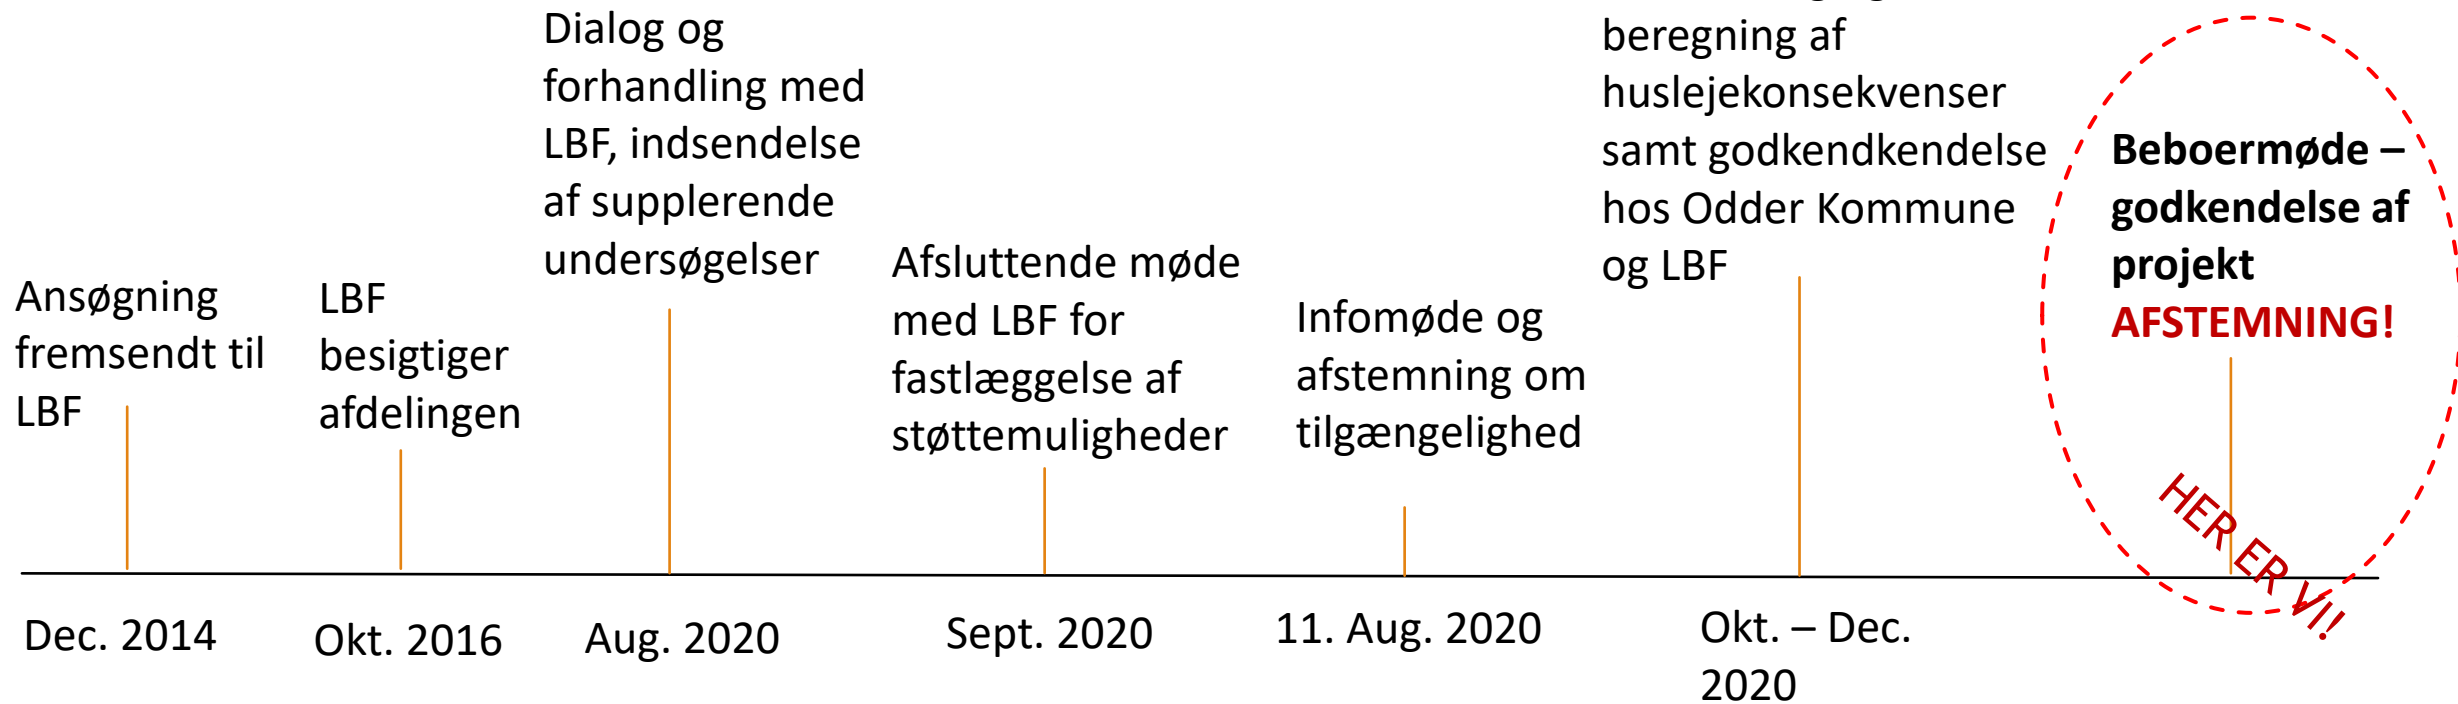 Dialog og
forhandling med
LBF, indsendelse
af supplerende
undersøgelser
beregning af
huslejekonsekvenser
samt godkendkendelse
hos Odder Kommune
og LBF
Beboermøde –
godkendelse af
projekt
AFSTEMNING!
Ansøgning
fremsendt til
LBF
LBF
besigtiger
afdelingen
Afsluttende møde
med LBF for
fastlæggelse af
støttemuligheder
Infomøde og
afstemning om
tilgængelighed
HER ER VI!
Dec. 2014
Okt. 2016
Aug. 2020
Sept. 2020
11. Aug. 2020
Okt. – Dec.
2020